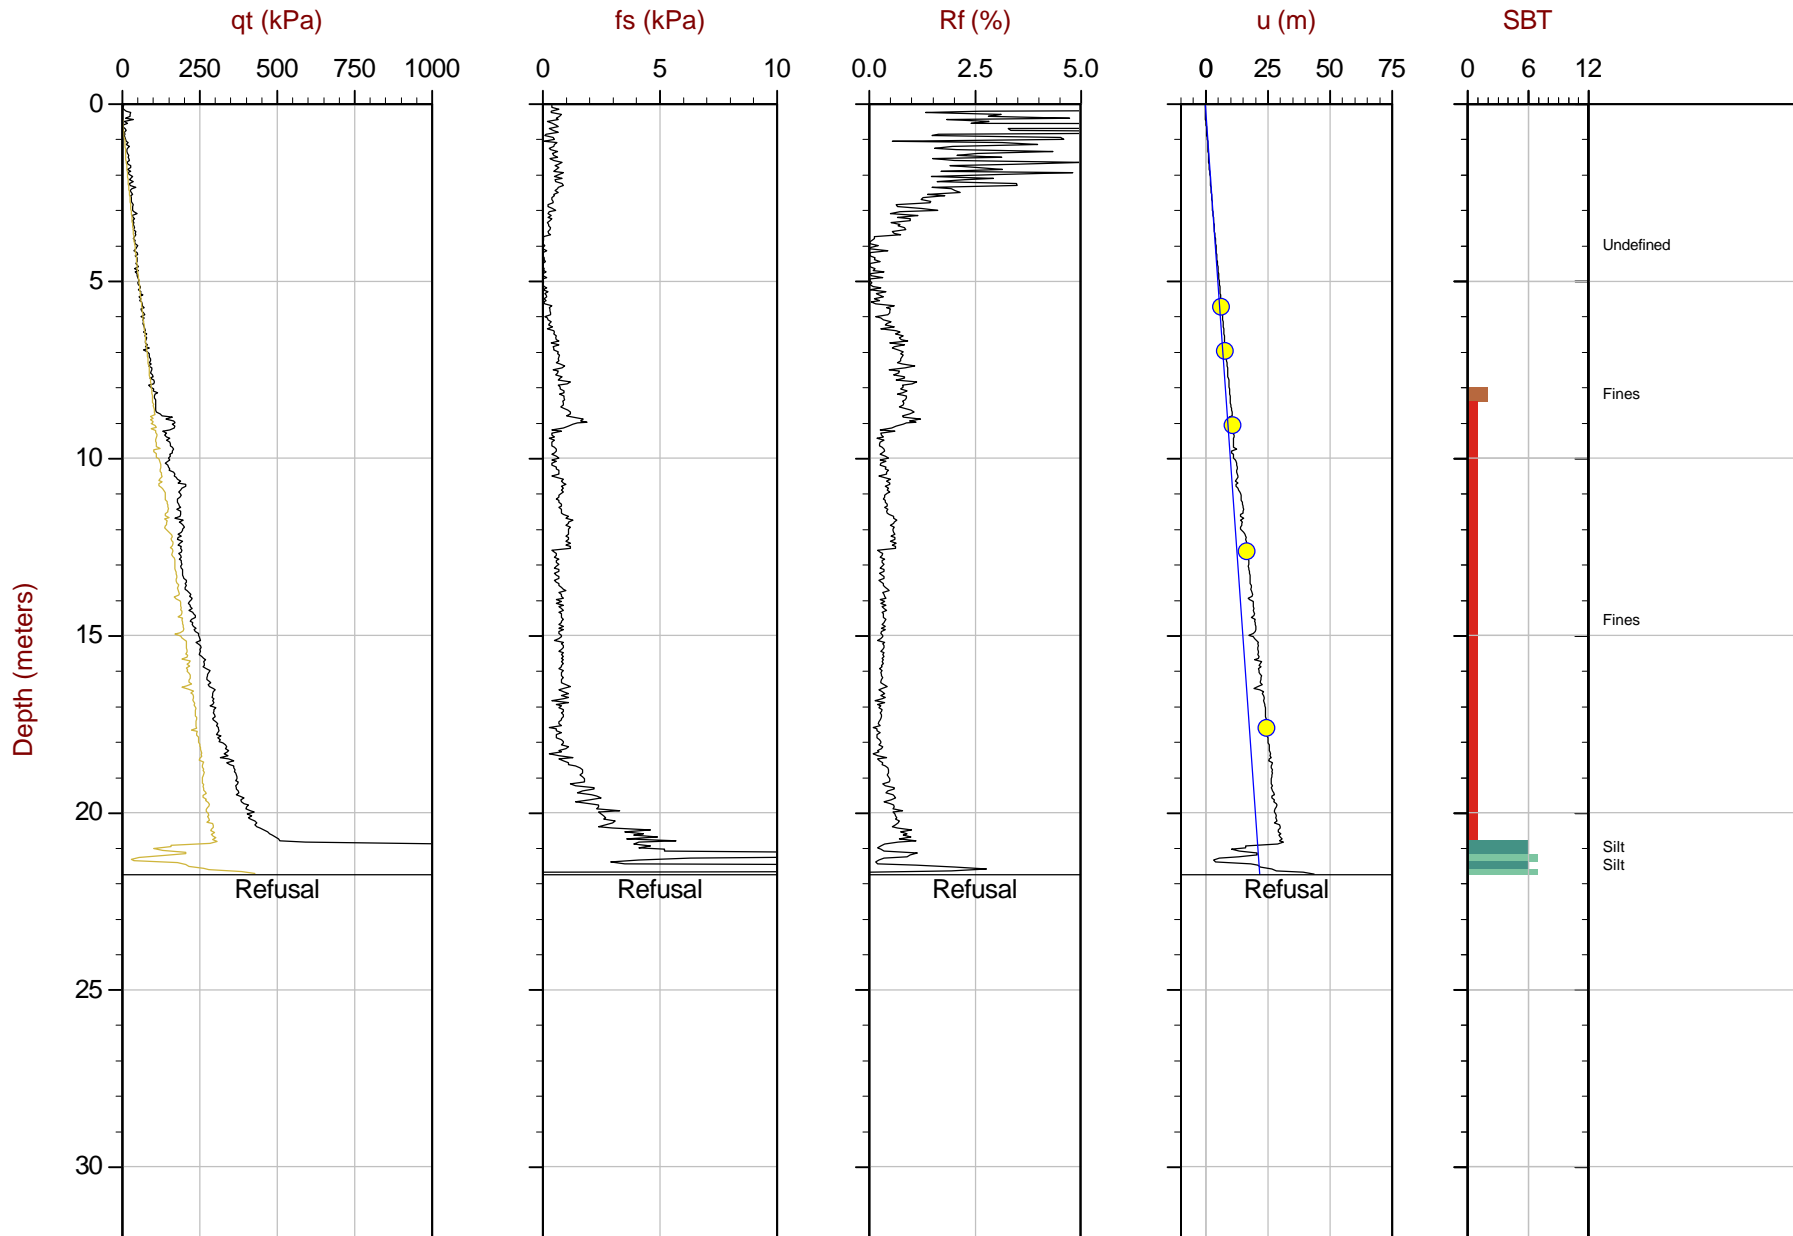 qt (kPa) fs (kPa) Rf (%) u (m) SBT
0 250 500 750 1000 0 5 10 0.0 2.5 5.0 0 25 50 75 0 6 12
0
Undefined
5
Fines
10
Fines
15
Depth (meters)
20
Silt
Silt
Refusal Refusal Refusal Refusal
25
30